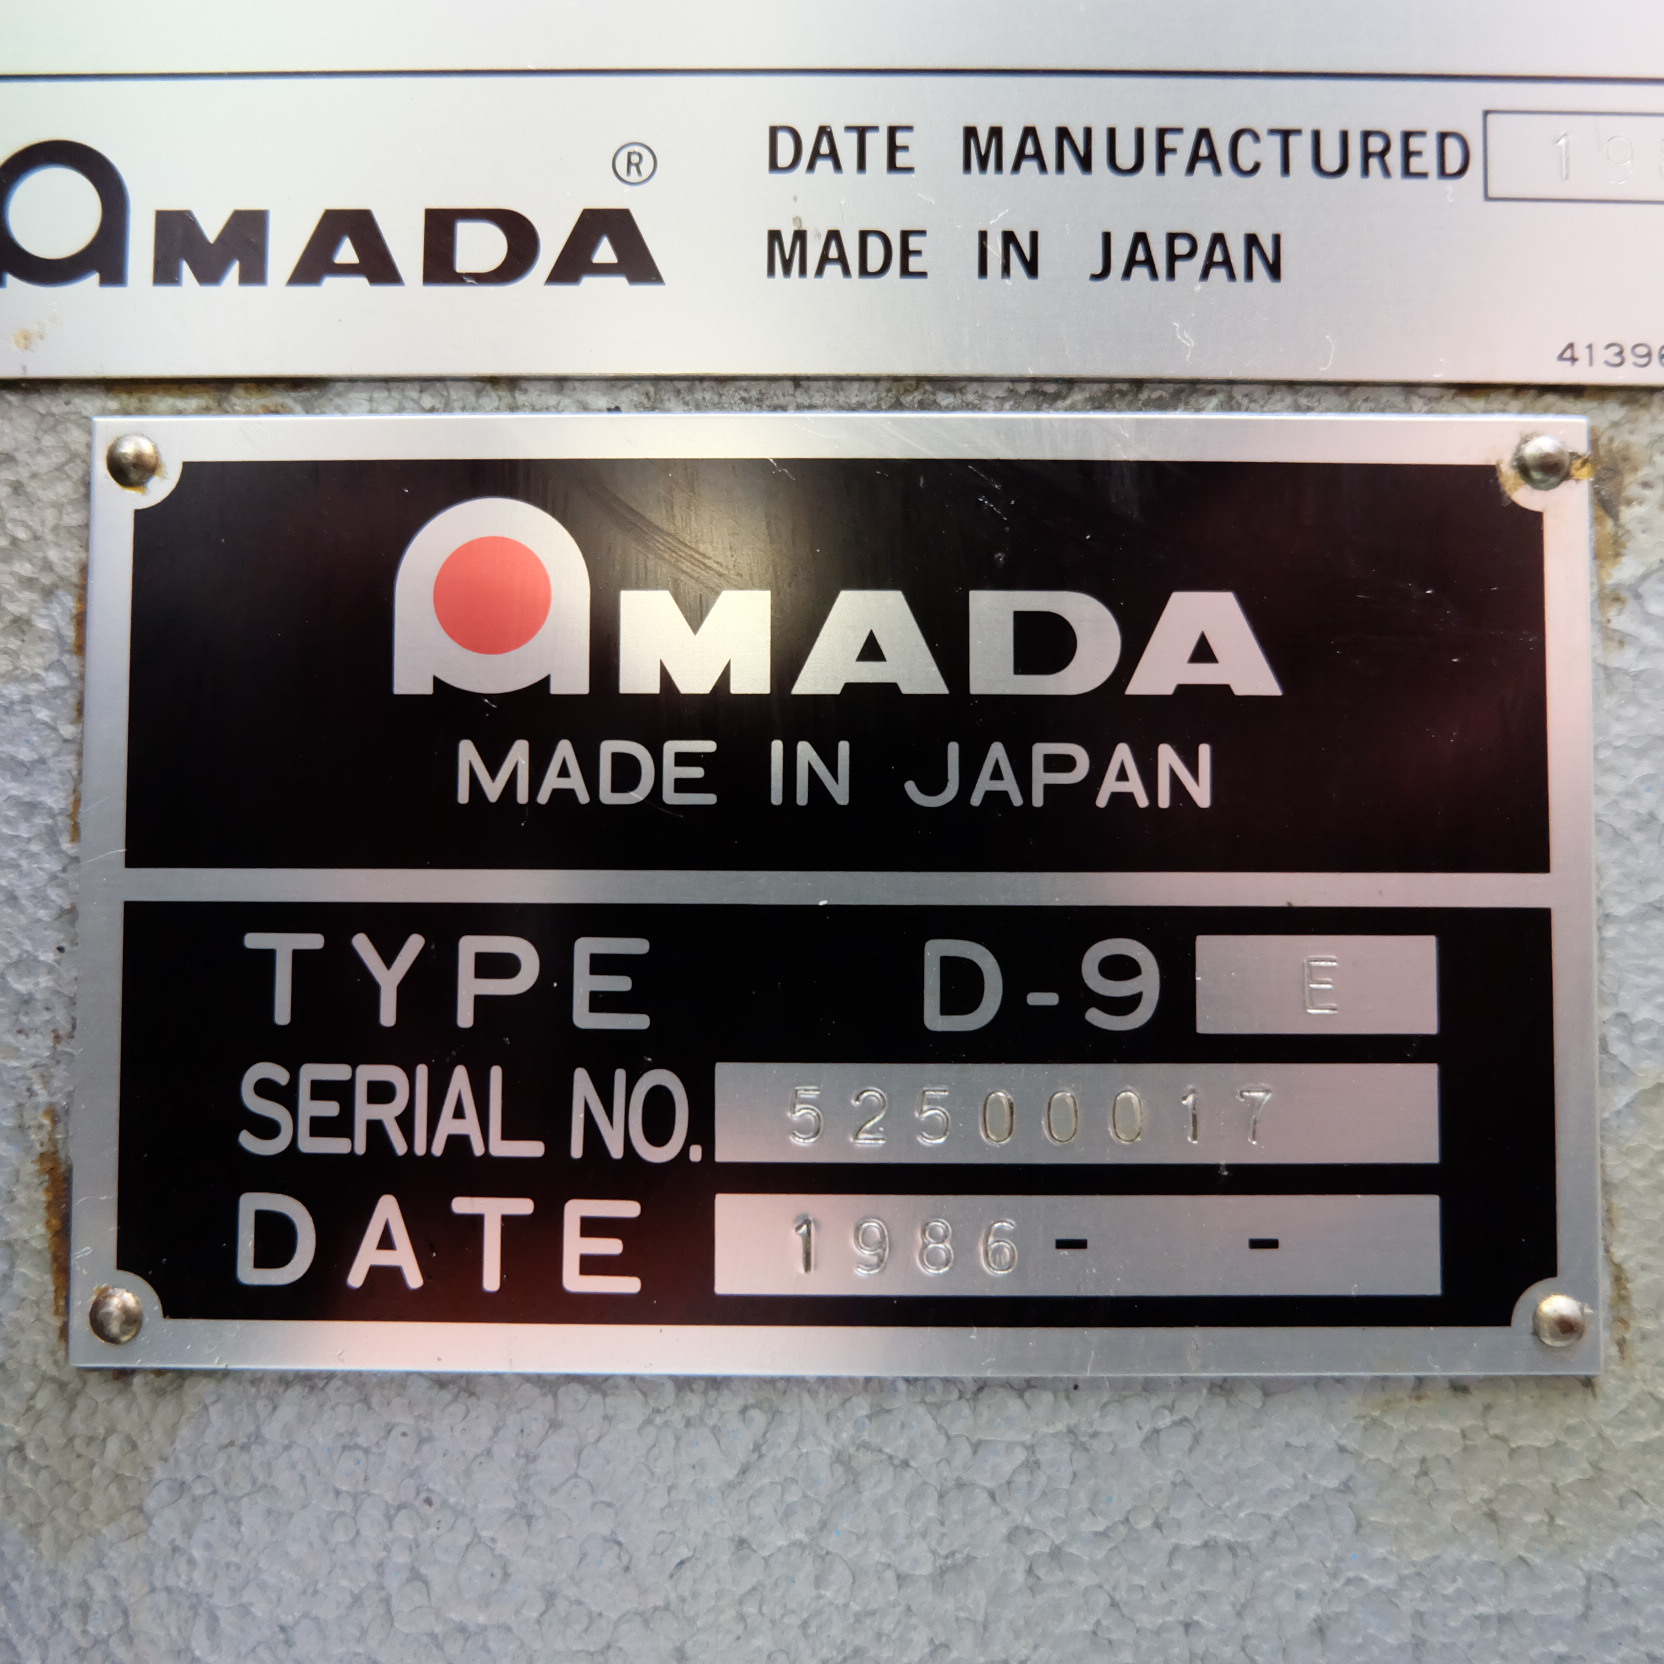 AMADA ® DATE MANUFACTURED
MADE IN JAPAN
AMADA
MADE IN JAPAN
TYPE D-9 E
SERIAL NO. 52500017
DATE 1986- -